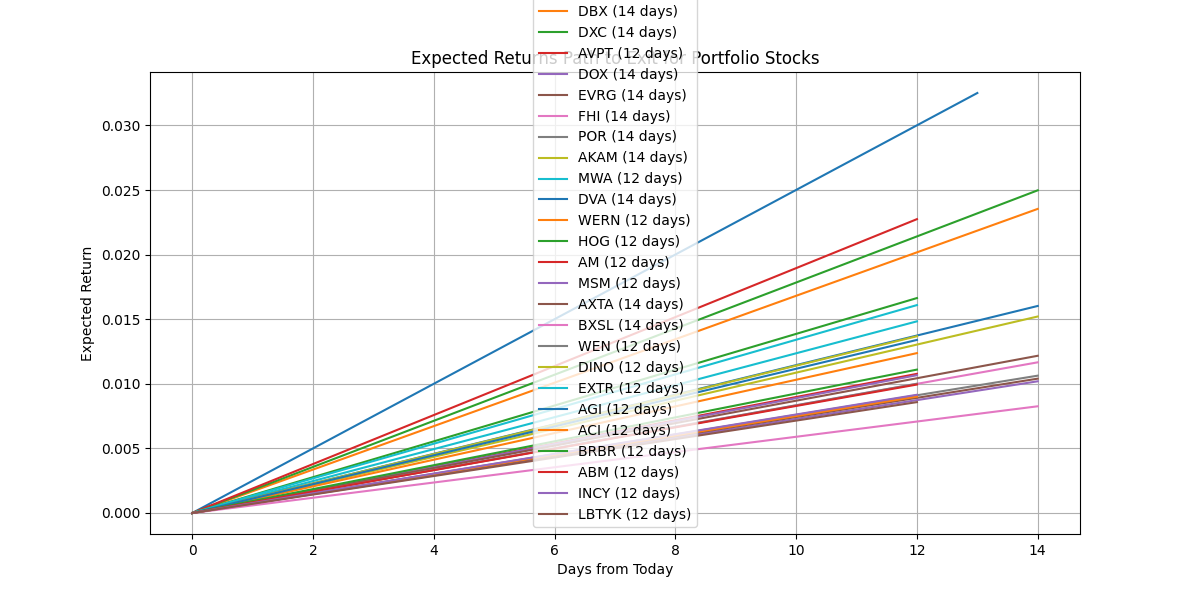 DBX (14 days)
DXC (14 days)
AVPT (12 days)
Expected Returns Path to Exit for Portfolio Stocks
DOX (14 days)
EVRG (14 days)
FHI (14 days)
POR (14 days)
AKAM (14 days)
MWA (12 days)
DVA (14 days)
WERN (12 days)
HOG (12 days)
AM (12 days)
MSM (12 days)
AXTA (14 days)
BXSL (14 days)
WEN (12 days)
DINO (12 days)
EXTR (12 days)
AGI (12 days)
ACI (12 days)
BRBR (12 days)
ABM (12 days)
INCY (12 days)
LBTYK (12 days)
Expected Return
0.030
0.025
0.020
0.015
0.010
0.005
0.000
0 2 4 6 8 10 12 14
Days from Today